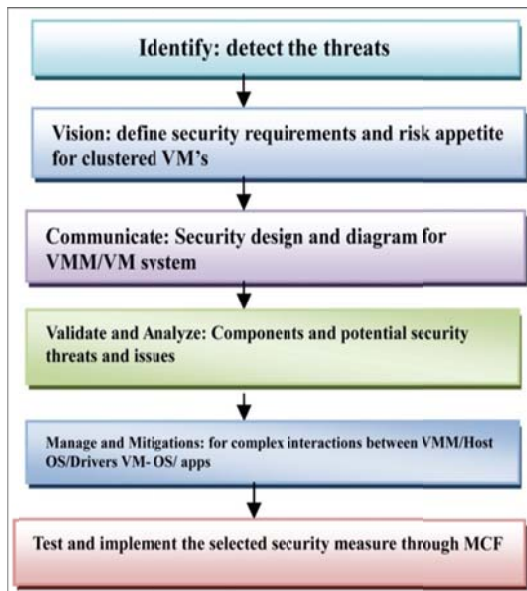 Identify: detect the threats
Vision: define security requirements and risk appetite
for clustered VM's
Communicate: Security design and diagram for
VMM/VM system
Validate and Analyze: Components and potential security
threats and issues
Manage and Mitigations: for complex interactions between VMM/Host
OS/Drivers VM- OS/ apps
Test and implement the selected security measure through MCF